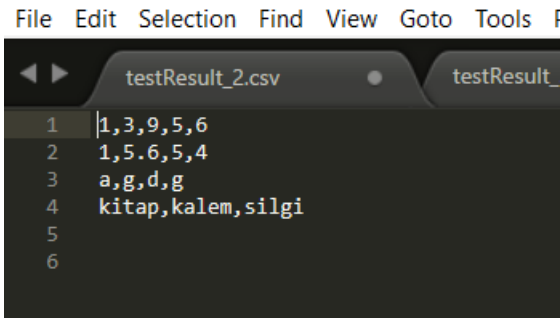 File Edit Selection Find View Goto Tools
testResult_2.csv testResult_
1 1,3,9,5,6
2 1,5.6,5,4
3 a,g,d,g
4 kitap,kalem,silgi
5
6